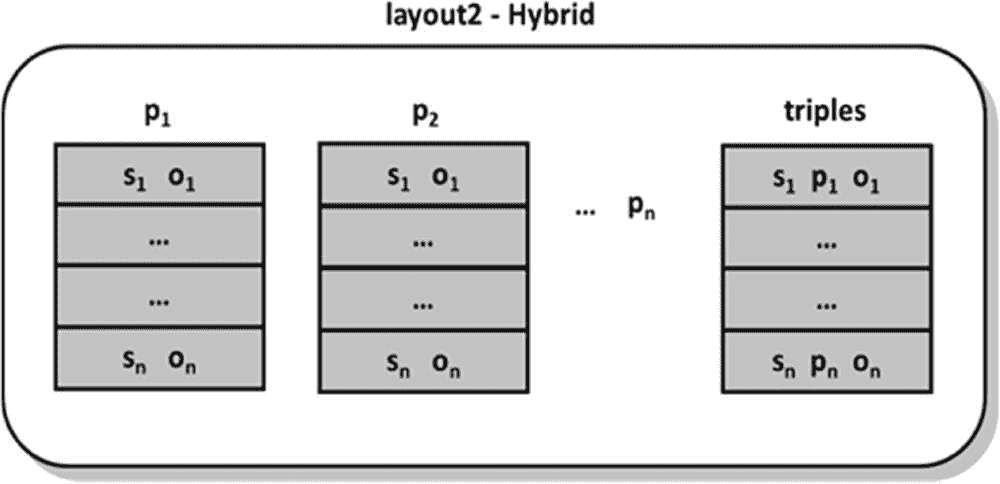 layout2 - Hybrid
p₁ p₂ triples
s₁ o₁ s₁ o₁ s₁ p₁ o₁
... ... ... pₙ ...
... ... ...
sₙ oₙ sₙ oₙ sₙ pₙ oₙ